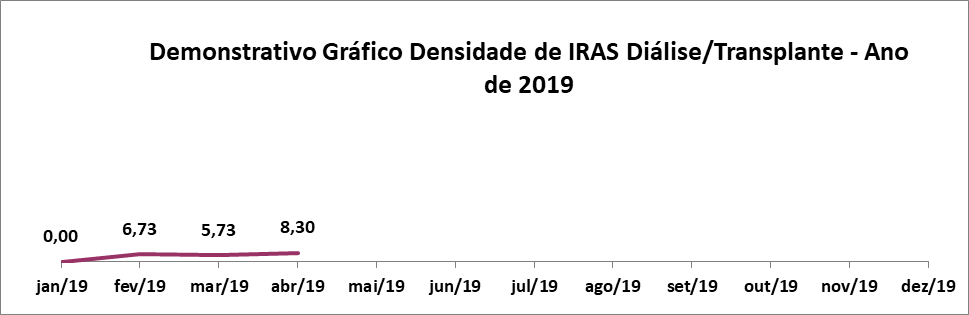 Demonstrativo Gráfico Densidade de IRAS Diálise/Transplante - Ano
de 2019
0,00 6,73 5,73 8,30
jan/19 fev/19 mar/19 abr/19 mai/19 jun/19 jul/19 ago/19 set/19 out/19 nov/19 dez/19